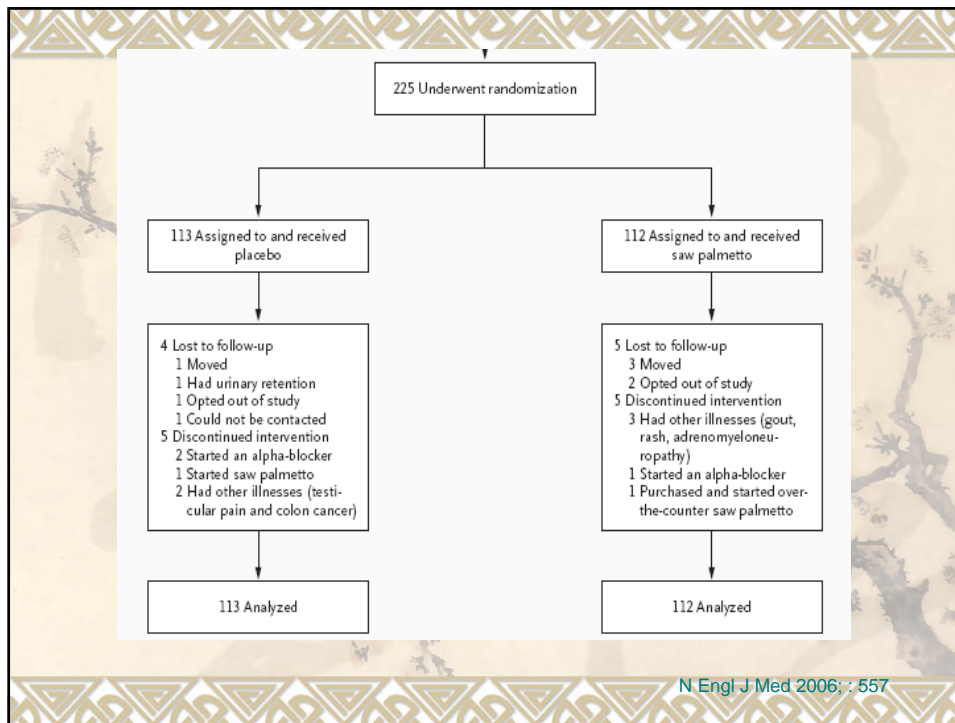 225 Underwent randomization
113 Assigned to and received
placebo
112 Assigned to and received
saw palmetto
4 Lost to follow-up
1 Moved
1 Had urinary retention
1 Opted out of study
1 Could not be contacted
5 Discontinued intervention
2 Started an alpha-blocker
1 Started saw palmetto
2 Had other illnesses (testi-
cular pain and colon cancer)
5 Lost to follow-up
3 Moved
2 Opted out of study
5 Discontinued intervention
3 Had other illnesses (gout,
rash, adrenomyeloneu-
ropathy)
1 Started an alpha-blocker
1 Purchased and started over-
the-counter saw palmetto
113 Analyzed
112 Analyzed
N Engl J Med 2006; : 557